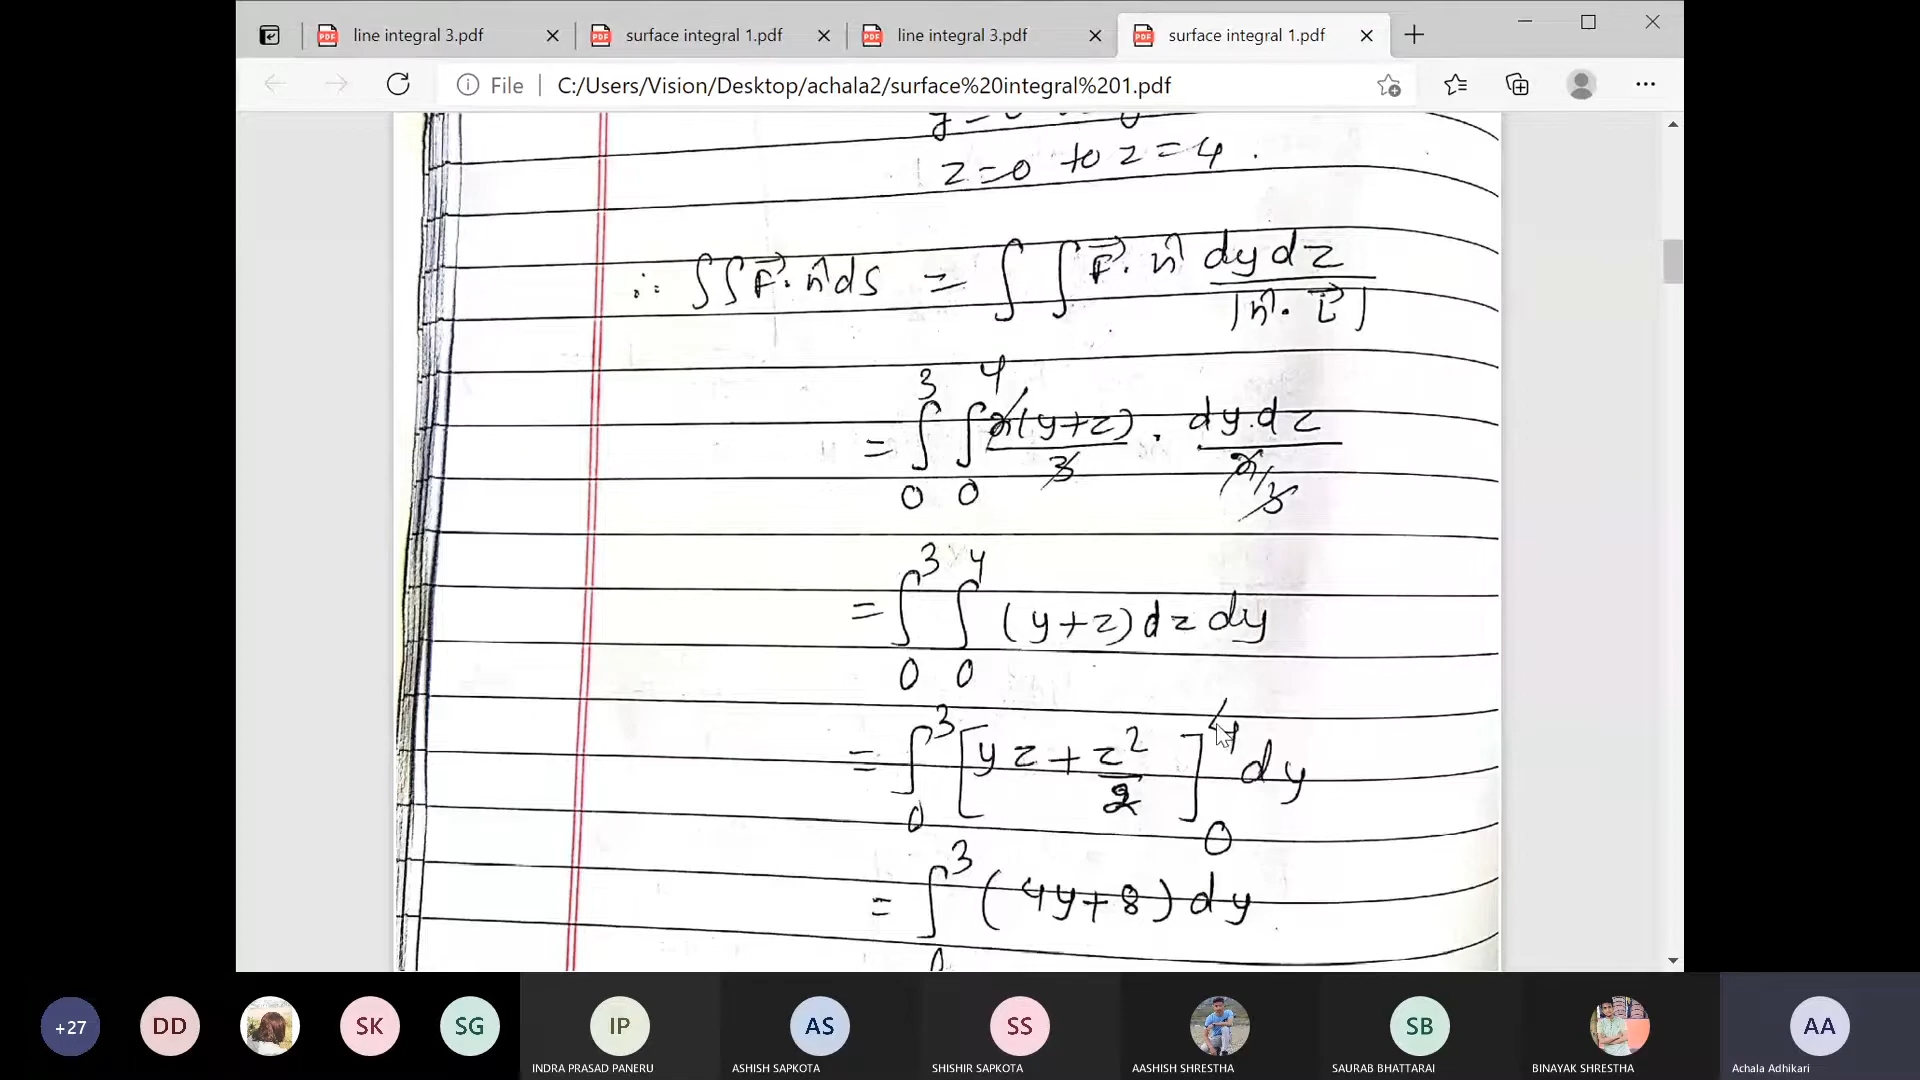 line integral 3.pdf
surface integral 1.pdf
line integral 3.pdf
surface integral 1.pdf
File | C:/Users/Vision/Desktop/achala2/surface%20integral%201.pdf
z=0 to z=4.
∴ ∫∫ F⃗. n̂ ds = ∫ ∫ F⃗. n̂ dy dz / |n̂. i⃗|
= ∫₀³ ∫₀⁴ 2(y+z)/3 . dy.dz / 2/3
= ∫₀³ ∫₀⁴ (y+z) dz dy
= ∫₀³ [yz + z²/2]₀⁴ dy
= ∫₀³ (4y+8) dy
+27
DD
SK
SG
IP
AS
SS
SB
AA
INDRA PRASAD PANERU
ASHISH SAPKOTA
SHISHIR SAPKOTA
AASHISH SHRESTHA
SAURAB BHATTARAI
BINAYAK SHRESTHA
Achala Adhikari